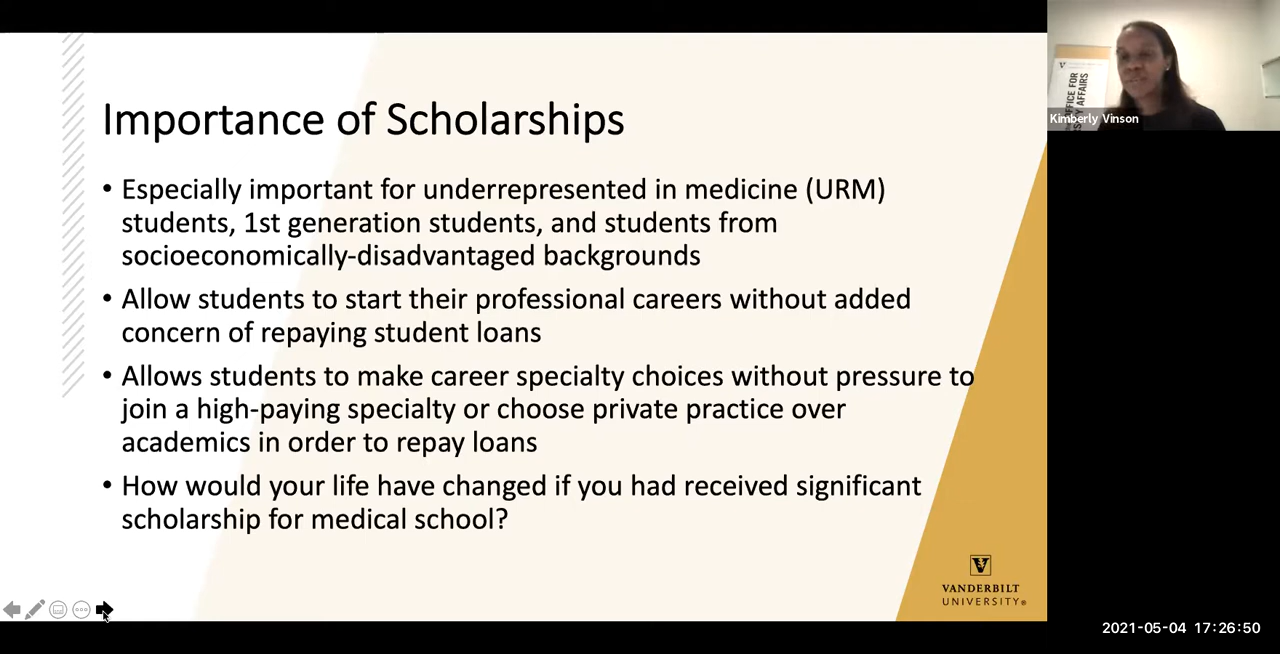 Importance of Scholarships
• Especially important for underrepresented in medicine (URM)
students, 1st generation students, and students from
socioeconomically-disadvantaged backgrounds
• Allow students to start their professional careers without added
concern of repaying student loans
• Allows students to make career specialty choices without pressure to
join a high-paying specialty or choose private practice over
academics in order to repay loans
• How would your life have changed if you had received significant
scholarship for medical school?
V
VANDERBILT
UNIVERSITY®
Kimberly Vinson
2021-05-04 17:26:50